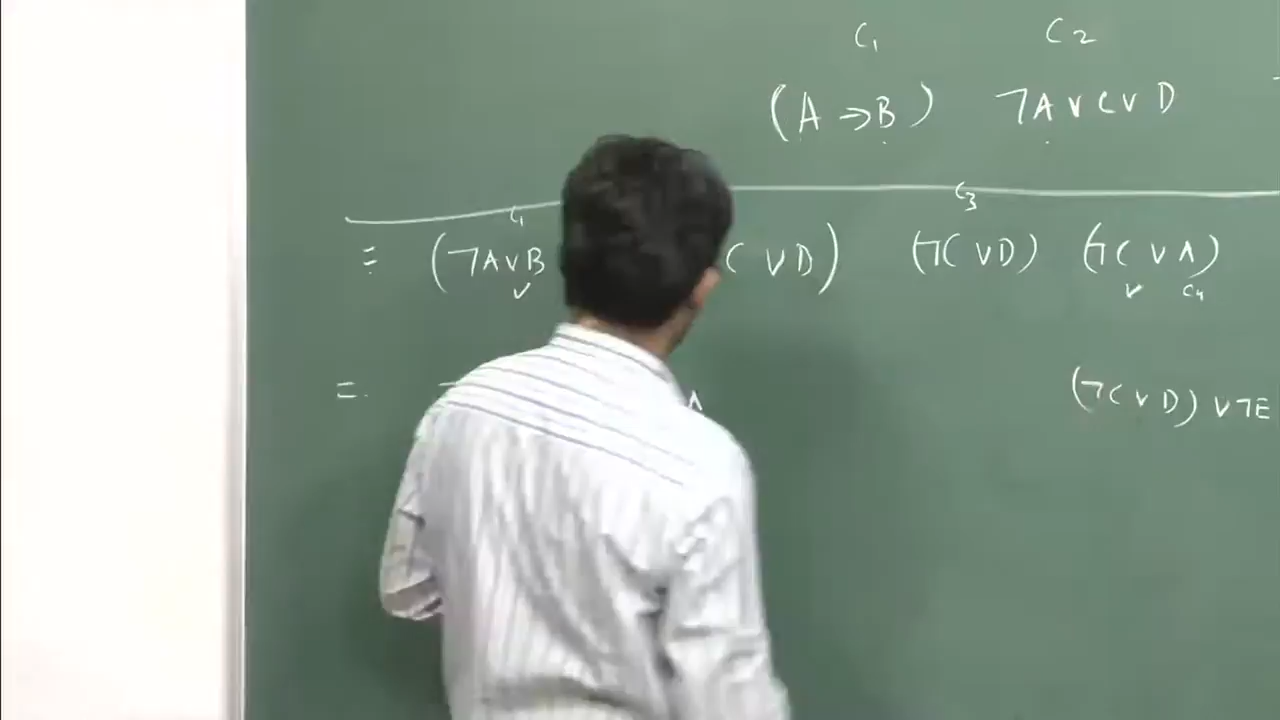 C₁ C₂
(A → B) ¬A ∨ C ∨ D
C₁ C₃
≡ (¬A ∨ B C ∨ D) (¬C ∨ D) (¬C ∨ A)
∨ ∨ C₄
= ∧ (¬C ∨ D) ∨ ¬E